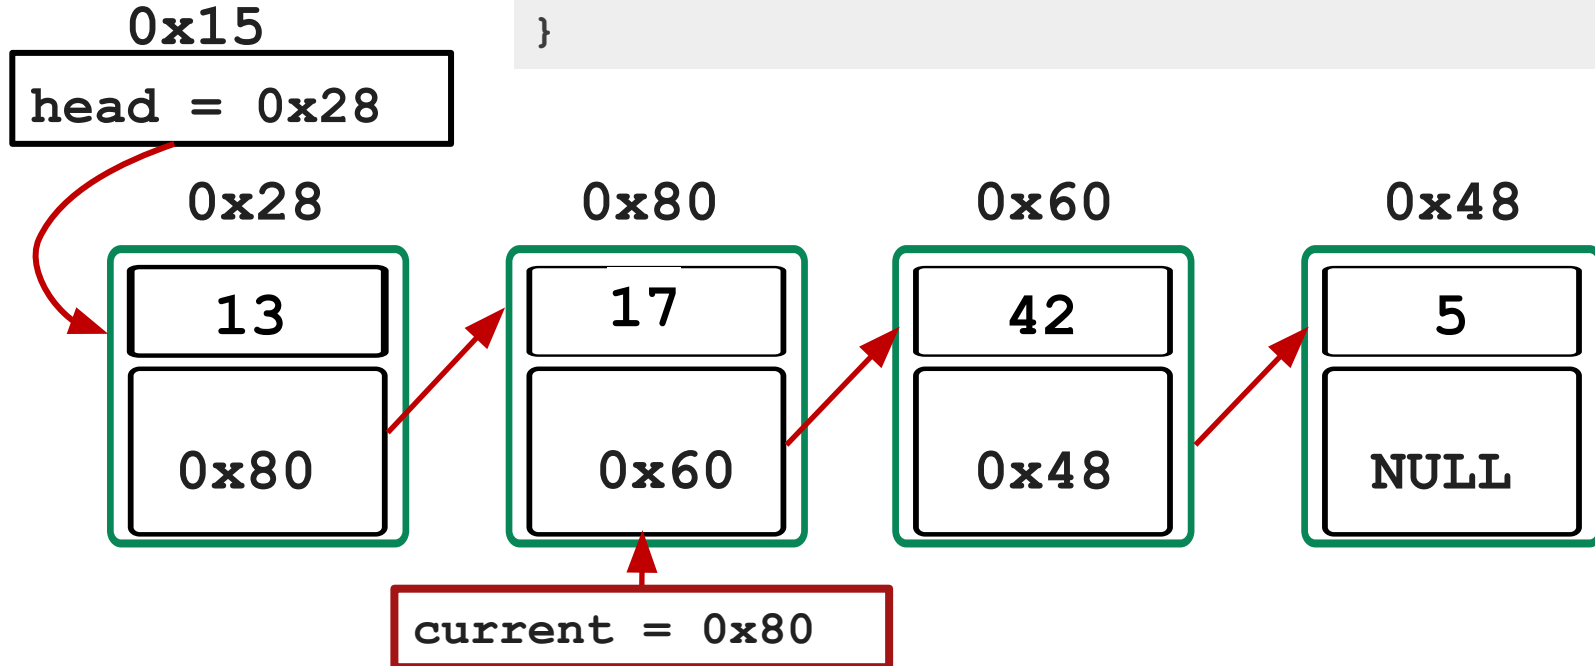 0x15
}
head = 0x28
0x28
0x80
0x60
0x48
13
17
42
5
0x80
0x60
0x48
NULL
current = 0x80